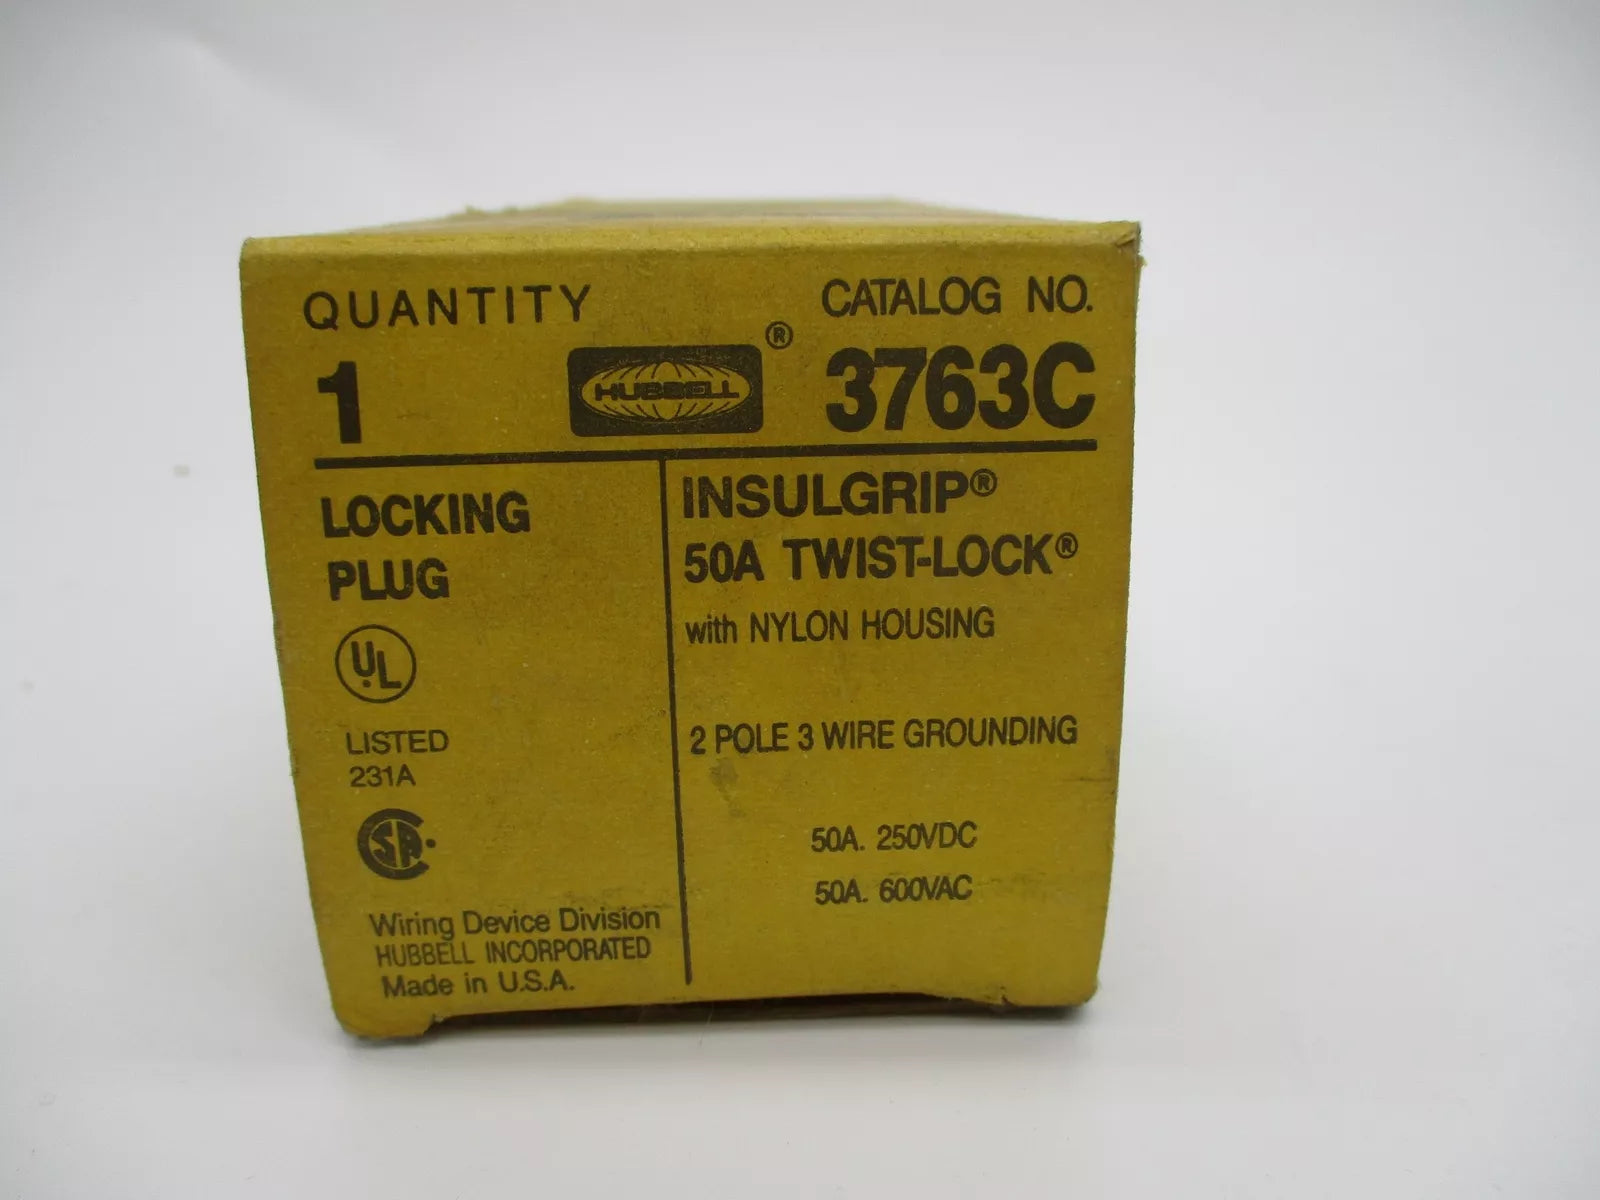 QUANTITY
1
HUBBELL®
CATALOG NO.
3763C
LOCKING
PLUG
UL
LISTED
231A
CSA
Wiring Device Division
HUBBELL INCORPORATED
Made in U.S.A.
INSULGRIP®
50A TWIST-LOCK®
with NYLON HOUSING
2 POLE 3 WIRE GROUNDING
50A. 250VDC
50A. 600VAC